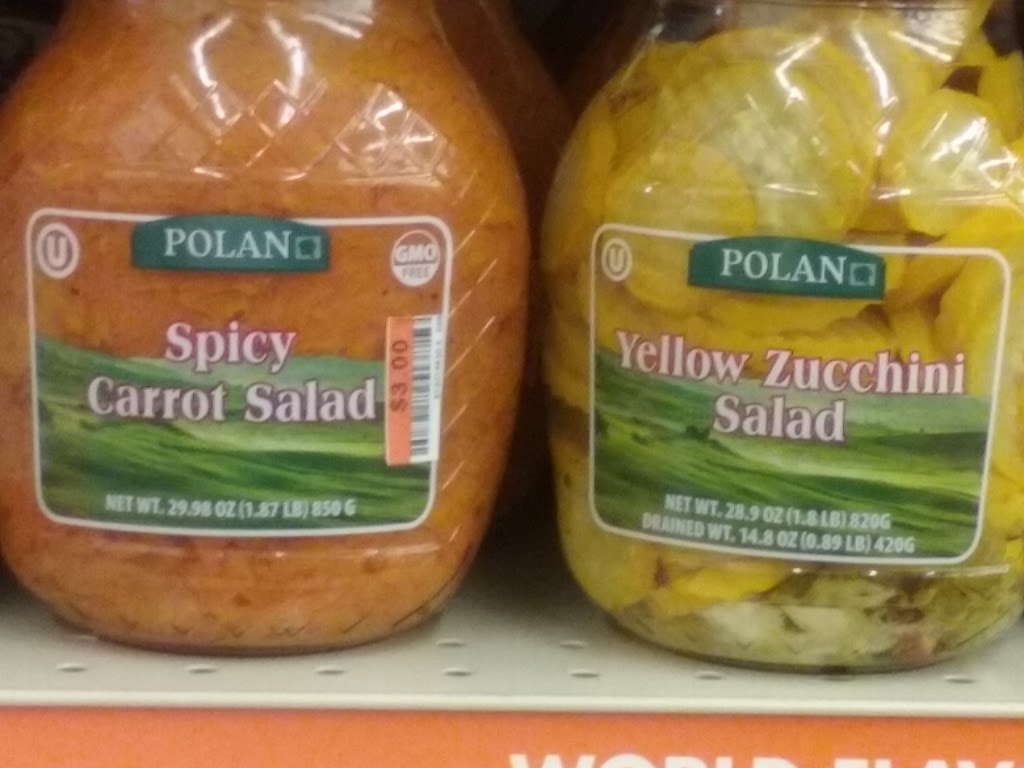 U
POLAN
GMO
FREE
Spicy
Carrot Salad
$3.00
NET WT. 29.98 OZ (1.87 LB) 850 G
U
POLAN
Yellow Zucchini
Salad
NET WT. 28.9 OZ (1.8 LB) 820G
DRAINED WT. 14.8 OZ (0.89 LB) 420G
WORLD FLAV